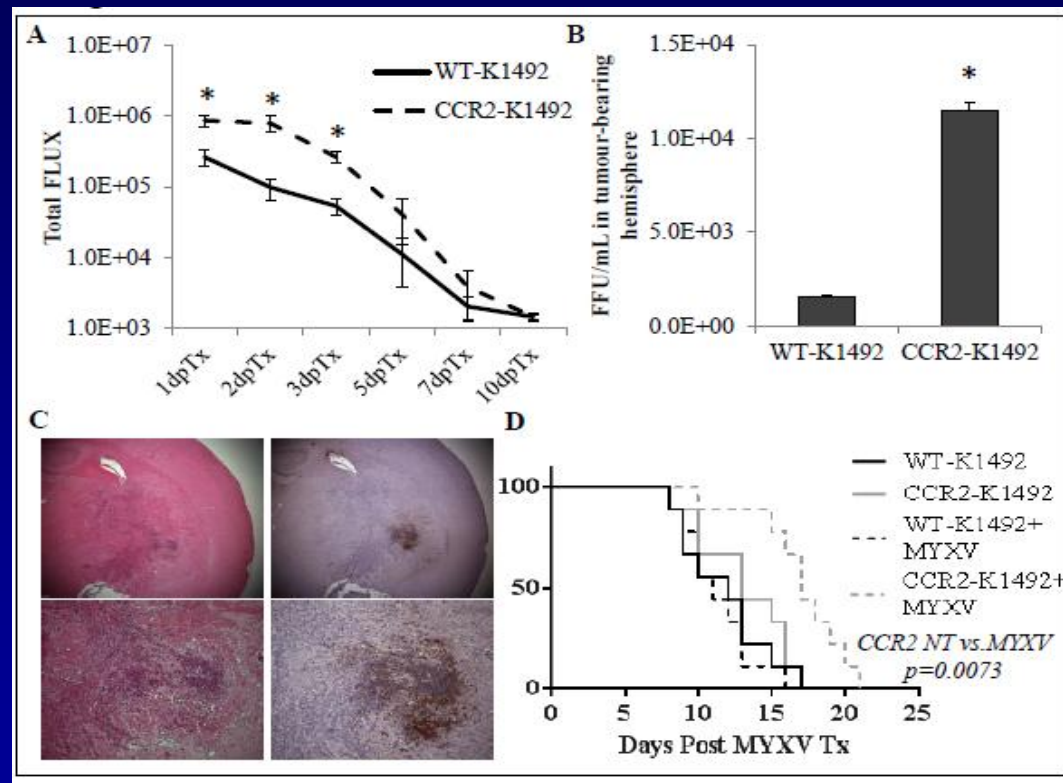 A
1.0E+07
1.0E+06
1.0E+05
1.0E+04
1.0E+03
Total FLUX
WT-K1492
CCR2-K1492
*
*
*
1dpTx
2dpTx
3dpTx
5dpTx
7dpTx
10dpTx
B
1.5E+04
1.0E+04
5.0E+03
0.0E+00
FFU/mL in tumour-bearing
hemisphere
*
WT-K1492
CCR2-K1492
C
D
100
50
0
0
5
10
15
20
25
Days Post MYXV Tx
WT-K1492
CCR2-K1492
WT-K1492+
MYXV
CCR2-K1492+
MYXV
CCR2 NT vs.MYXV
p=0.0073